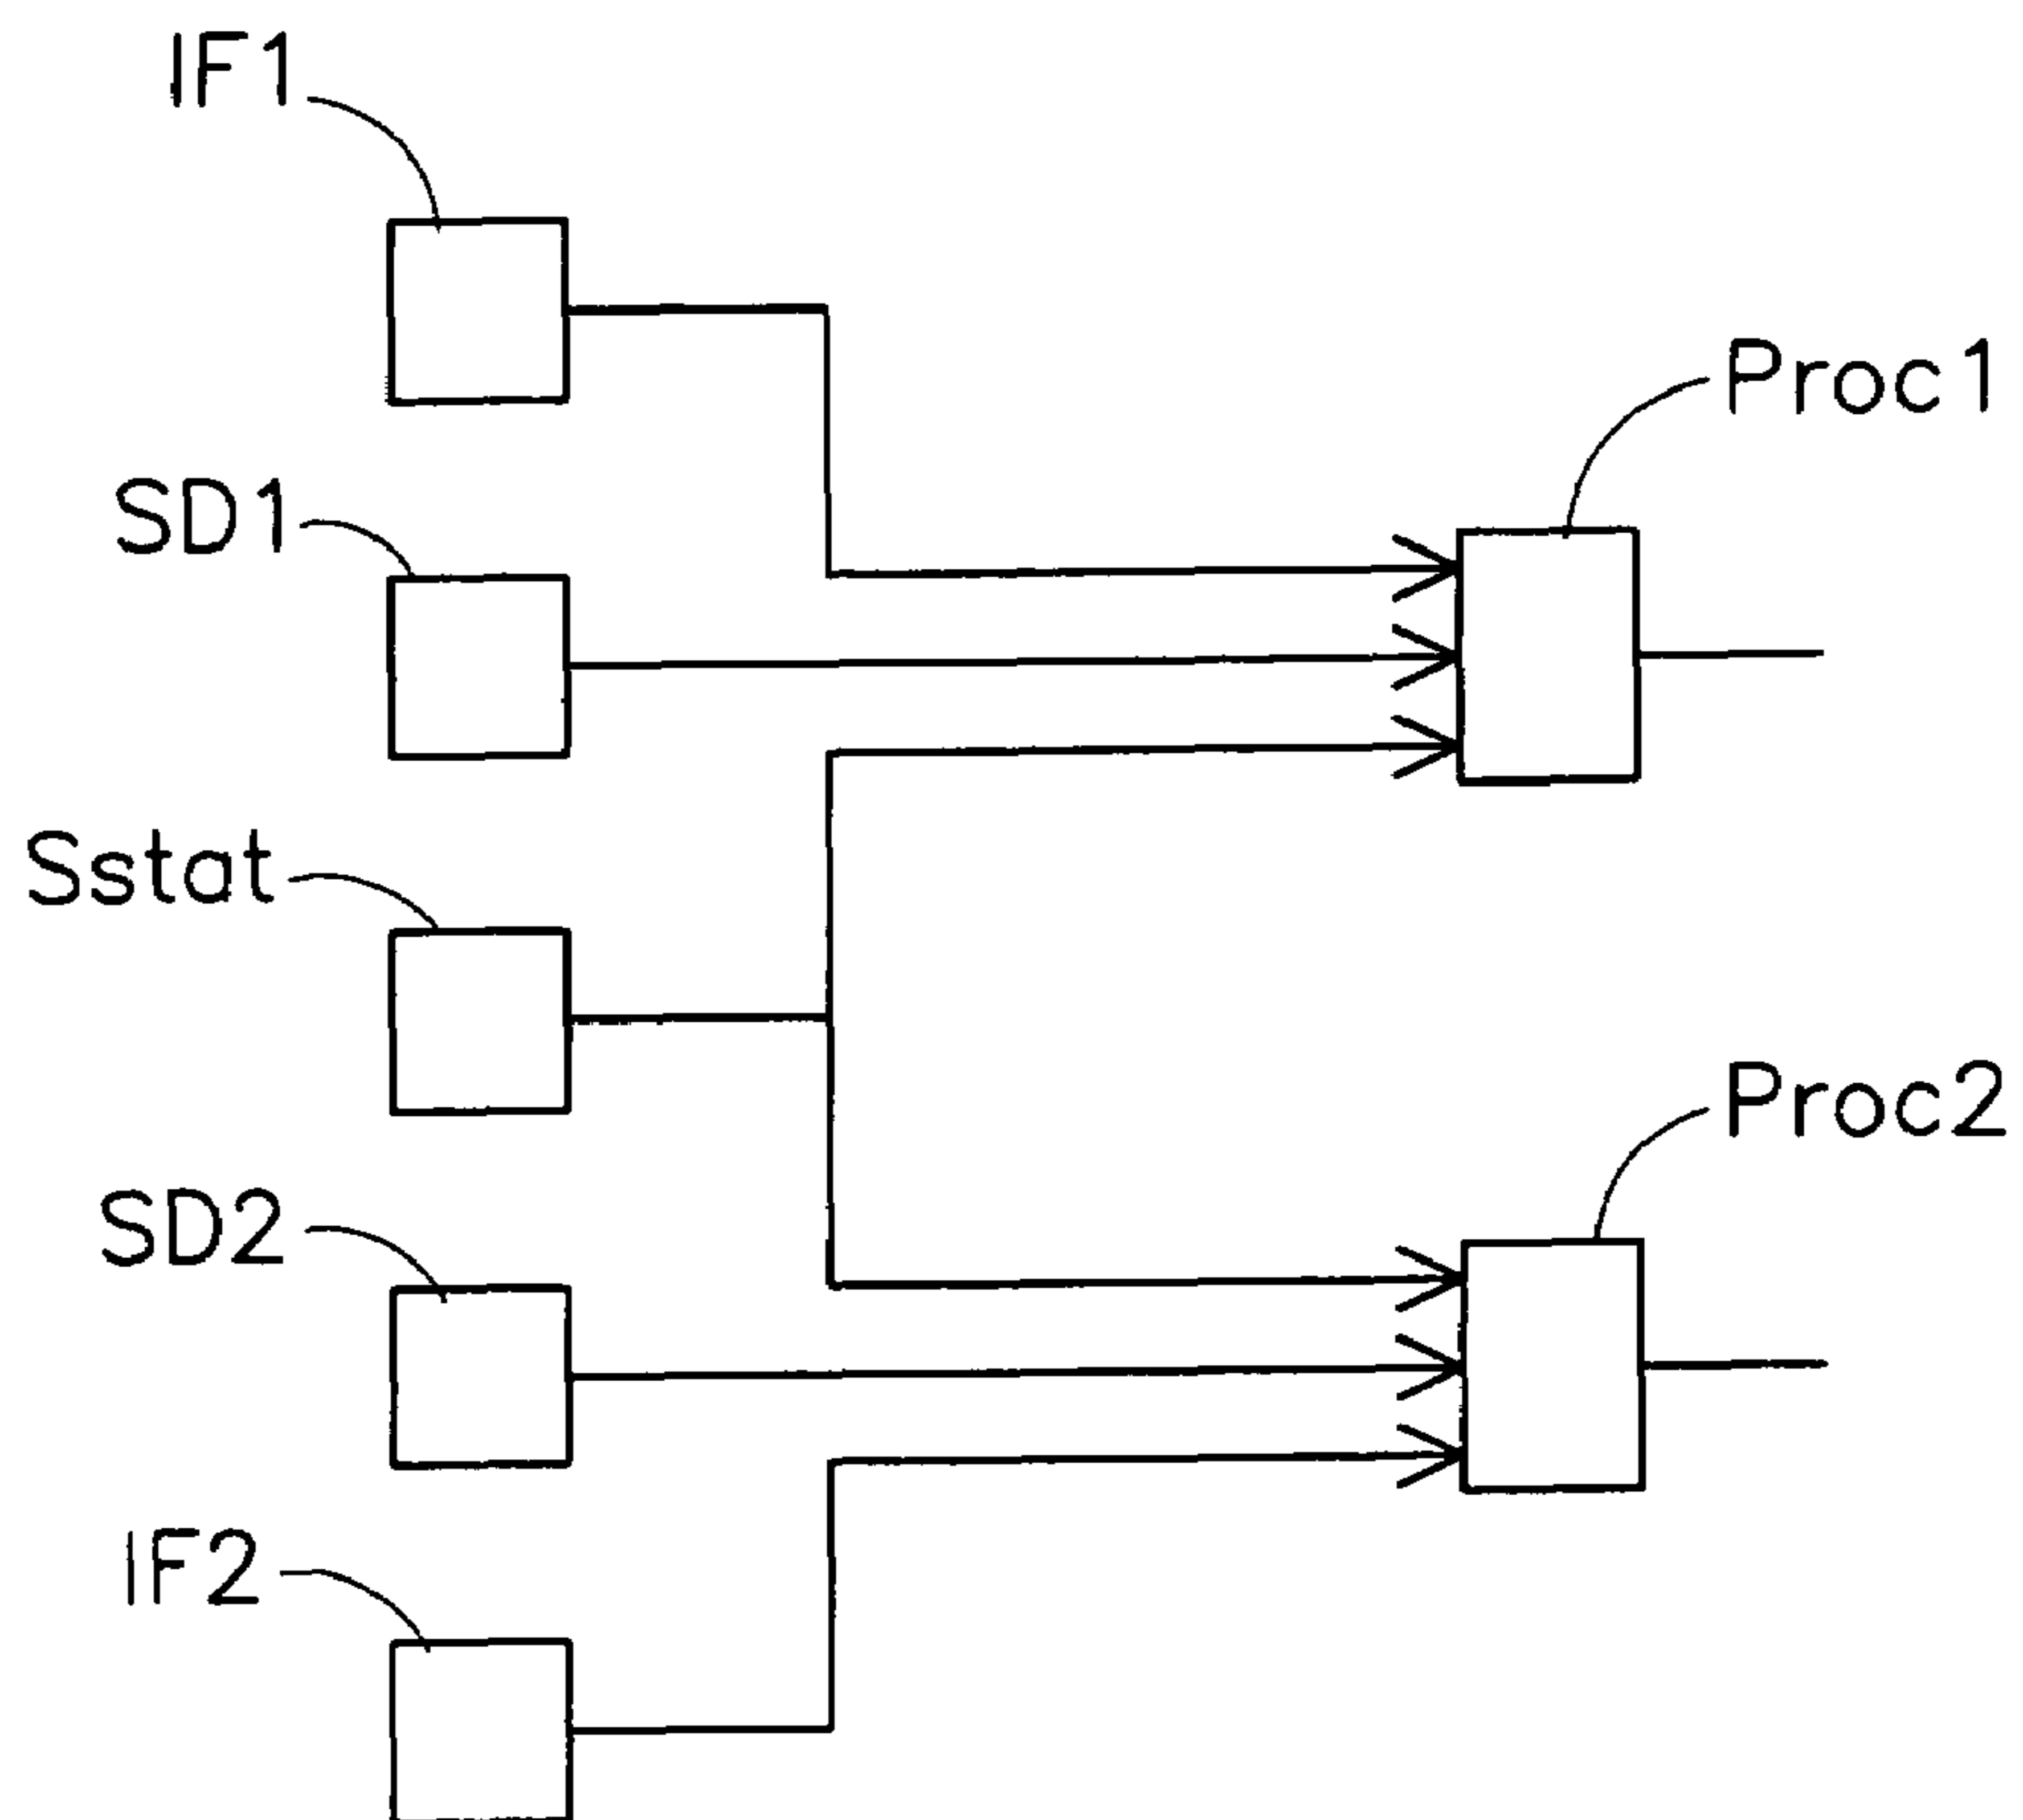 IF1
Proc1
SD1
Sstat
Proc2
SD2
IF2